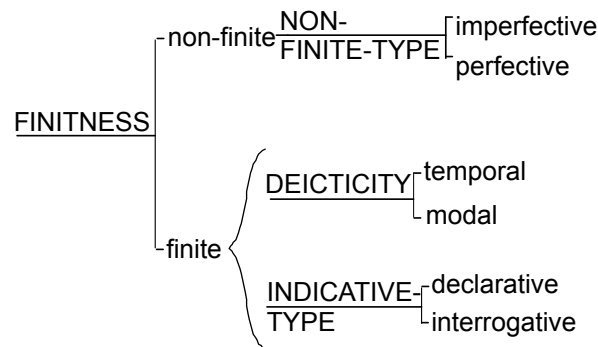 NON-
FINITE-TYPE
imperfective
non-finite
perfective
FINITNESS
DEICTICITY
temporal
modal
finite
INDICATIVE-
TYPE
declarative
interrogative